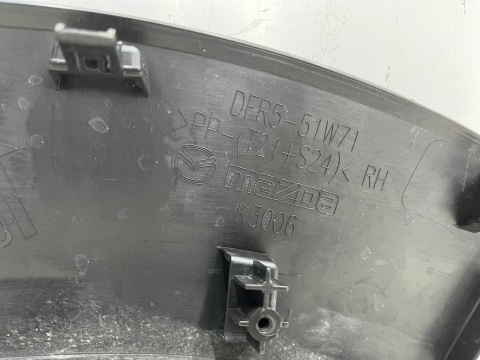 DFR5-51W71
>PP-(T21+S24)< RH
mazda
K3006